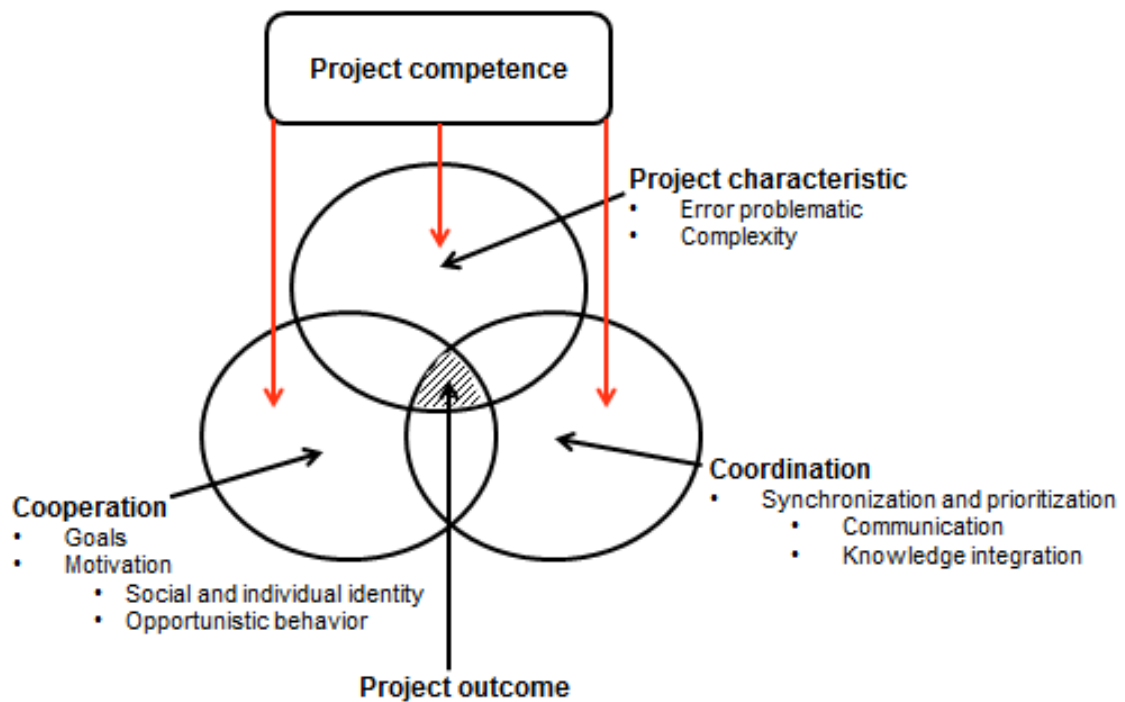 Project competence
Project characteristic
• Error problematic
• Complexity
Coordination
• Synchronization and prioritization
• Communication
• Knowledge integration
Cooperation
• Goals
• Motivation
• Social and individual identity
• Opportunistic behavior
Project outcome